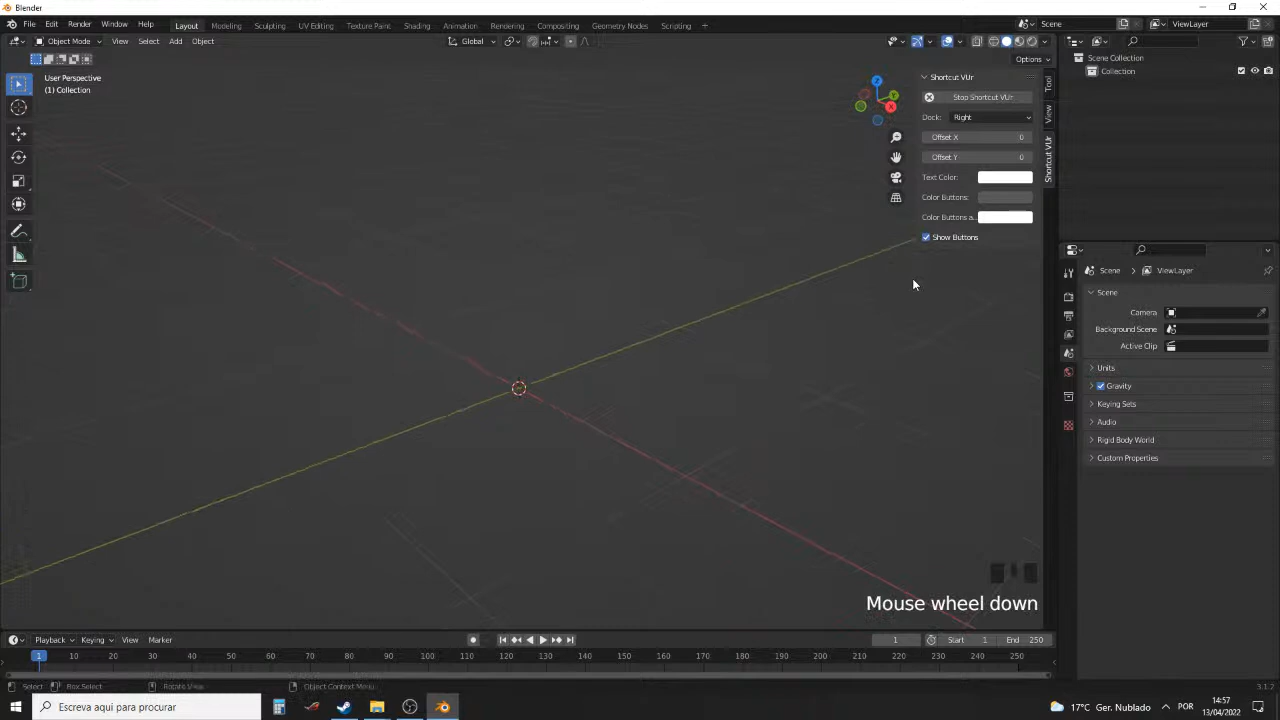 Blender
File Edit Render Window Help Layout Modeling Sculpting UV Editing Texture Paint Shading Animation Rendering Compositing Geometry Nodes Scripting + Scene ViewLayer
Object Mode View Select Add Object Global
Options
User Perspective
(1) Collection
Z
Y
X
Shortcut VUr
Stop Shortcut VUr
Dock: Right
Offset X 0
Offset Y 0
Text Color:
Color Buttons:
Color Buttons a..
Show Buttons
Tool
View
Shortcut VUr
Scene Collection
Collection
Scene > ViewLayer
Scene
Camera
Background Scene
Active Clip
Units
Gravity
Keying Sets
Audio
Rigid Body World
Custom Properties
Mouse wheel down
Playback Keying View Marker 1 Start 1 End 250
1 10 20 30 40 50 60 70 80 90 100 110 120 130 140 150 160 170 180 190 200 210 220 230 240 250
Select Box Select Rotate View Object Context Menu 3.1.2
Escreva aqui para procurar
17°C Ger. Nublado POR 14:57
13/04/2022